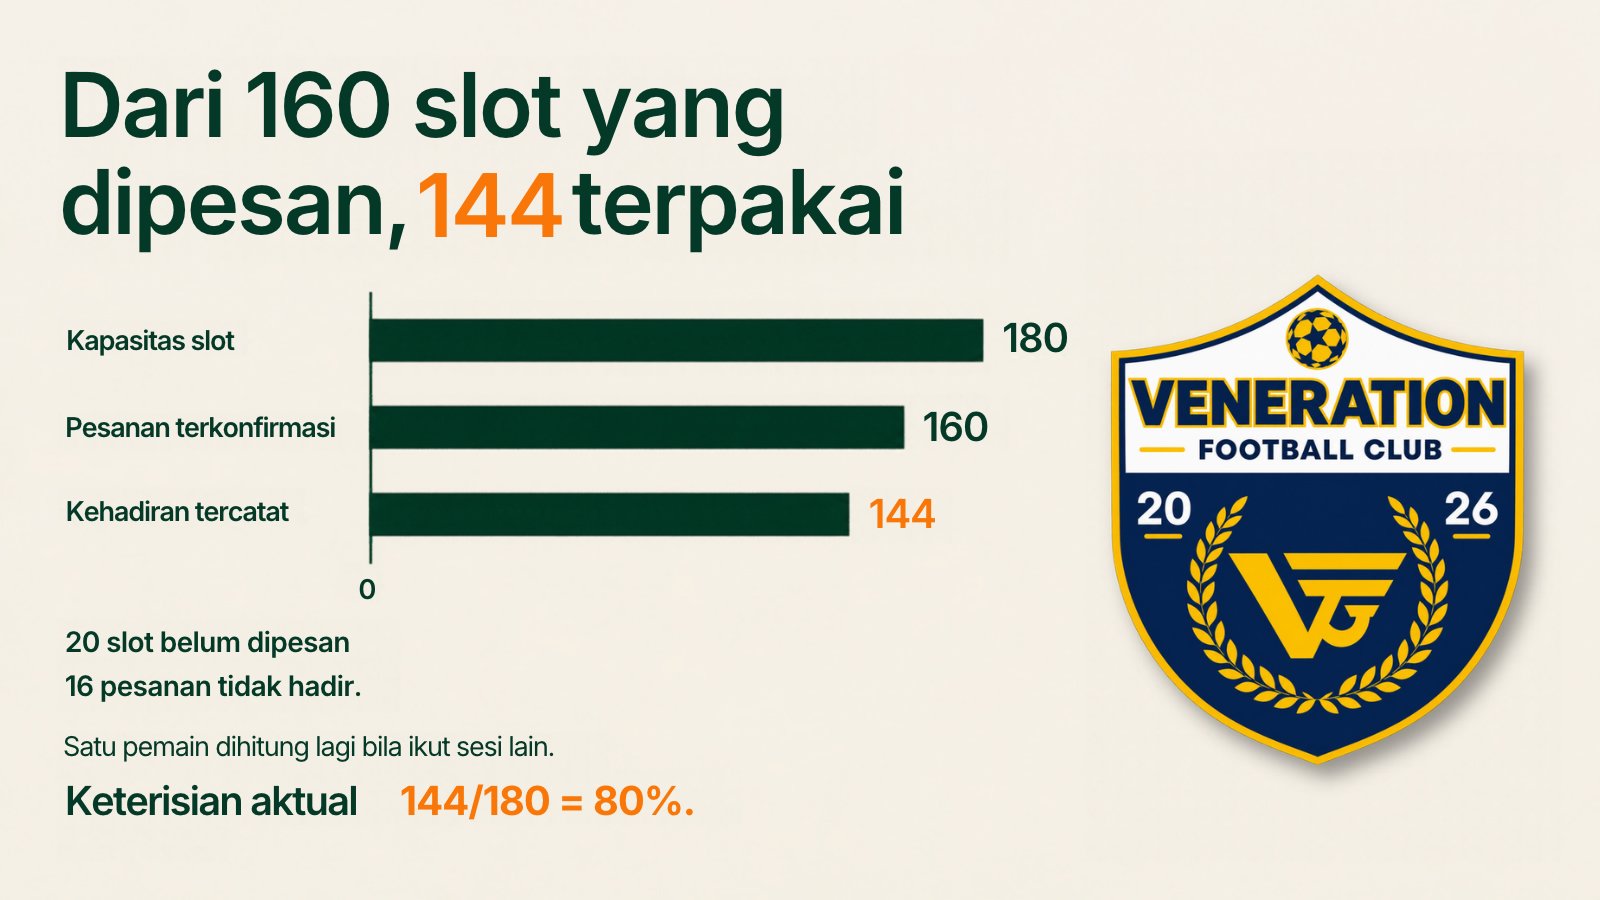 Dari 160 slot yang
dipesan, 144 terpakai
Kapasitas slot 180
Pesanan terkonfirmasi 160
Kehadiran tercatat 144
0
20 slot belum dipesan
16 pesanan tidak hadir.
Satu pemain dihitung lagi bila ikut sesi lain.
Keterisian aktual 144/180 = 80%.
VENERATION
FOOTBALL CLUB
20 26
VFG